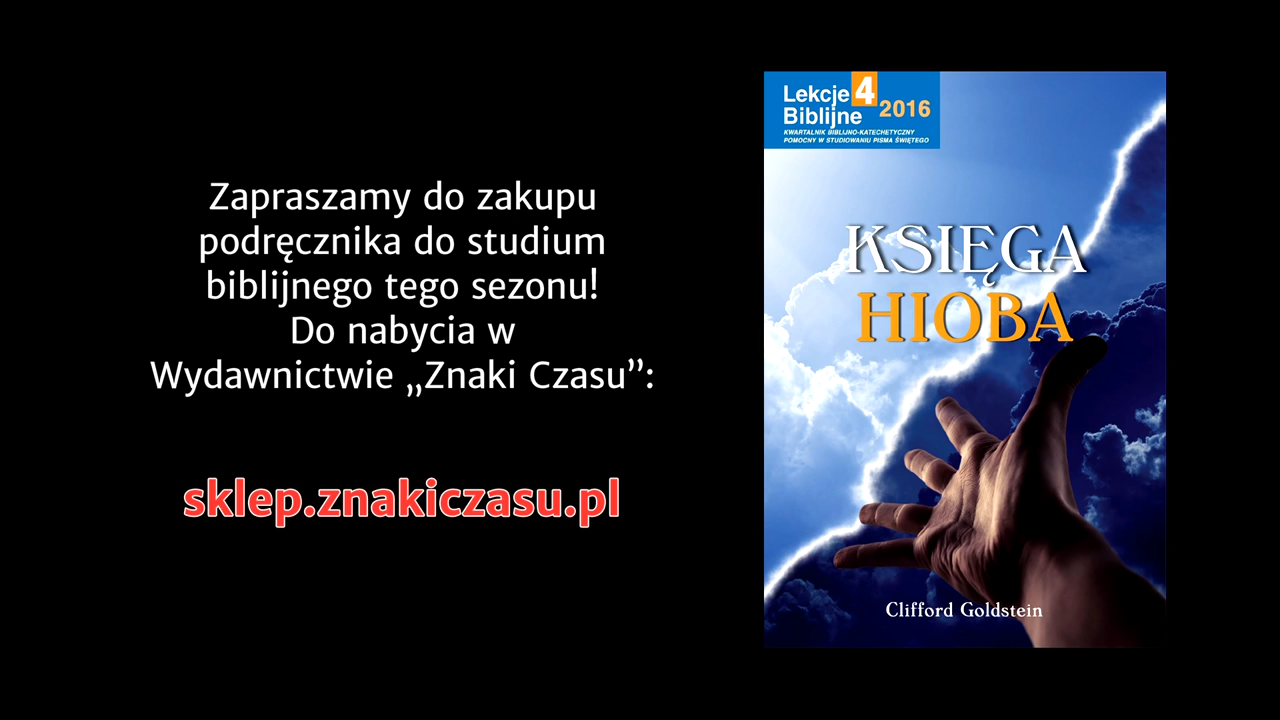 Zapraszamy do zakupu
podręcznika do studium
biblijnego tego sezonu!
Do nabycia w
Wydawnictwie „Znaki Czasu”:
sklep.znakiczasu.pl
Lekcje 4
Biblijne 2016
KWARTALNIK BIBLIJNO-KATECHETYCZNY
POMOCNY W STUDIOWANIU PISMA ŚWIĘTEGO
KSIĘGA
HIOBA
Clifford Goldstein